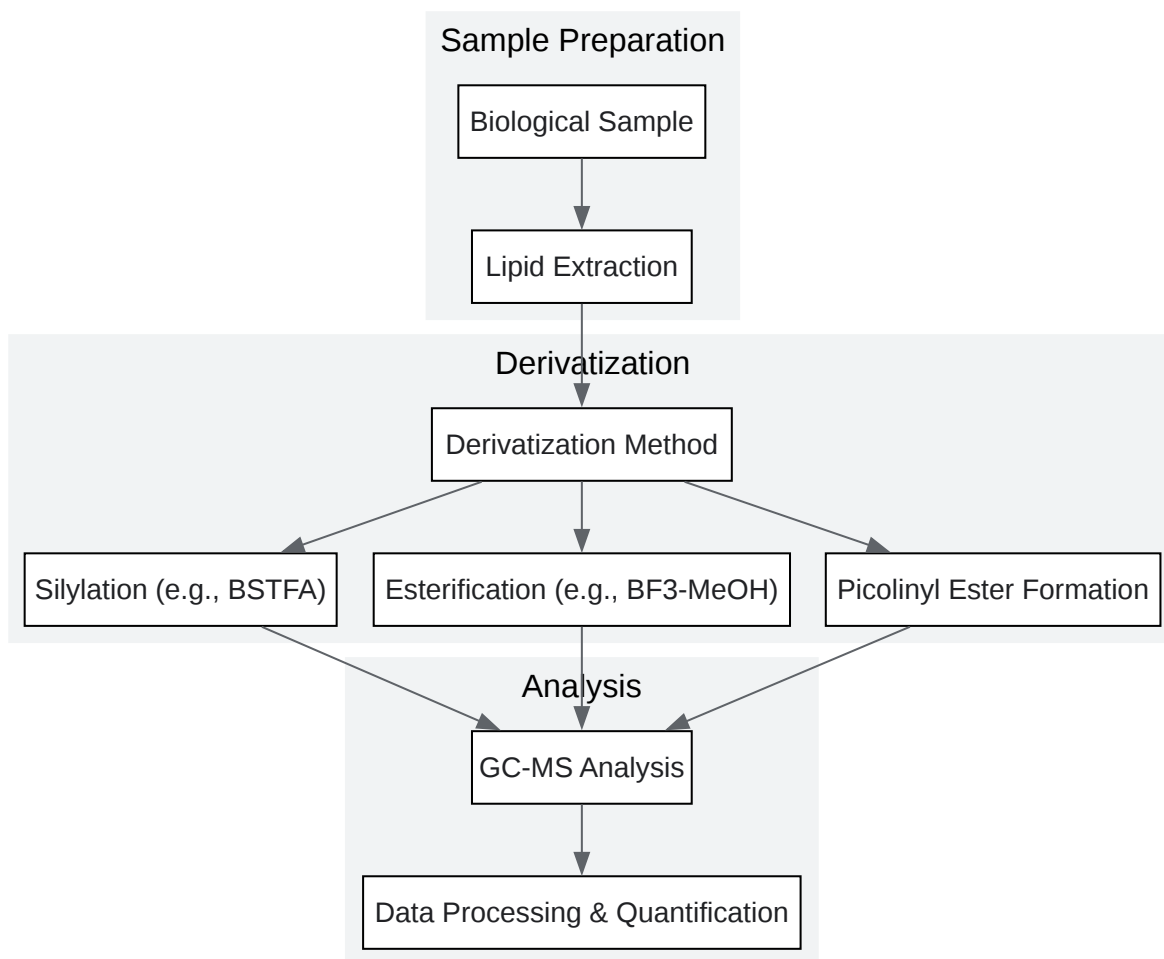 Sample Preparation
Biological Sample
Lipid Extraction
Derivatization
Derivatization Method
Silylation (e.g., BSTFA)
Esterification (e.g., BF3-MeOH)
Picolinyl Ester Formation
Analysis
GC-MS Analysis
Data Processing & Quantification